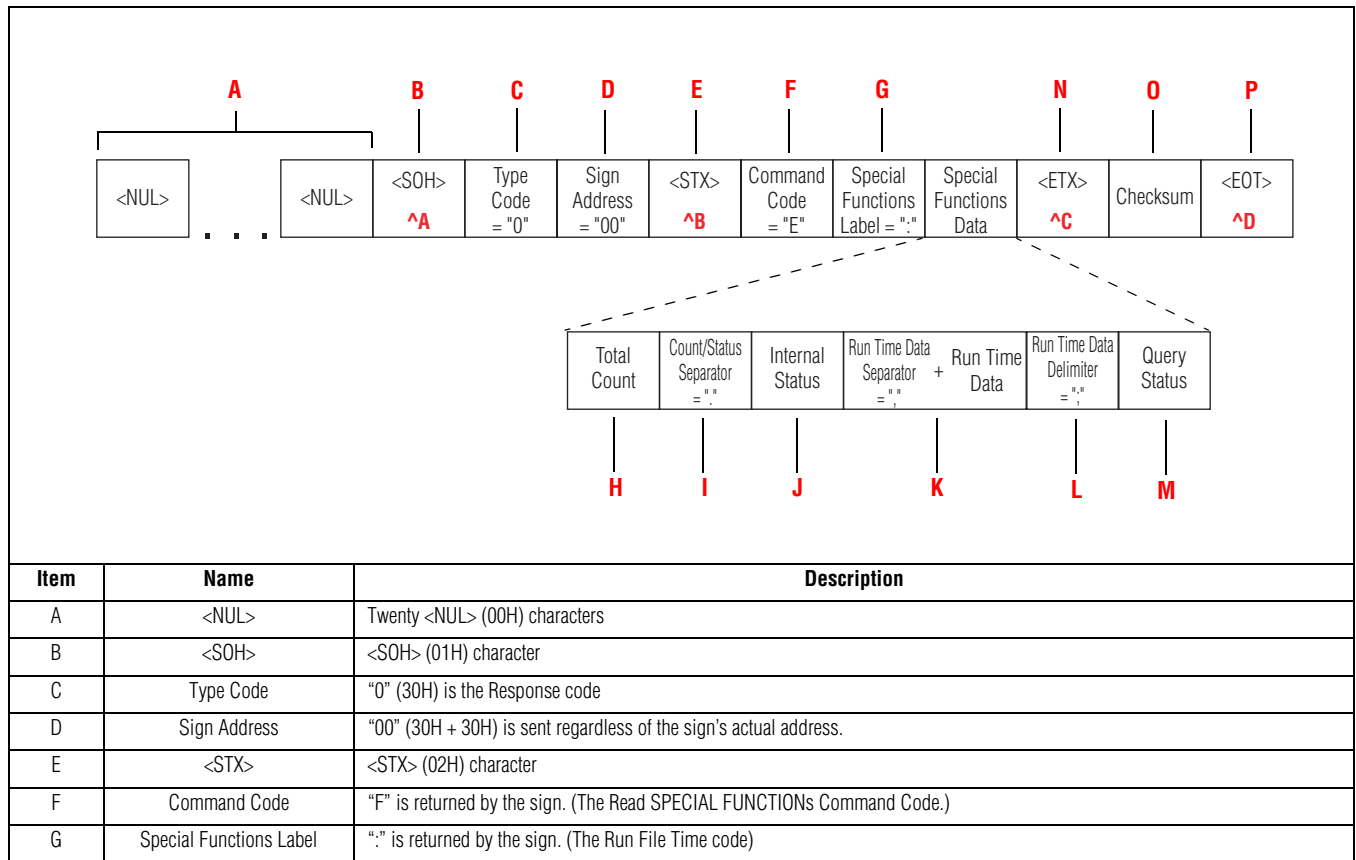 A B C D E F G N O P
<NUL> . . . <NUL> <SOH> ^A Type Code = "0" Sign Address = "00" <STX> ^B Command Code = "E" Special Functions Label = ":" Special Functions Data <ETX> ^C Checksum <EOT> ^D
Total Count Count/Status Separator = "." Internal Status Run Time Data Separator = "," + Run Time Data Run Time Data Delimiter = ";" Query Status
H I J K L M
Item Name Description
A <NUL> Twenty <NUL> (00H) characters
B <SOH> <SOH> (01H) character
C Type Code “0” (30H) is the Response code
D Sign Address “00” (30H + 30H) is sent regardless of the sign’s actual address.
E <STX> <STX> (02H) character
F Command Code “F” is returned by the sign. (The Read SPECIAL FUNCTIONs Command Code.)
G Special Functions Label “:” is returned by the sign. (The Run File Time code)